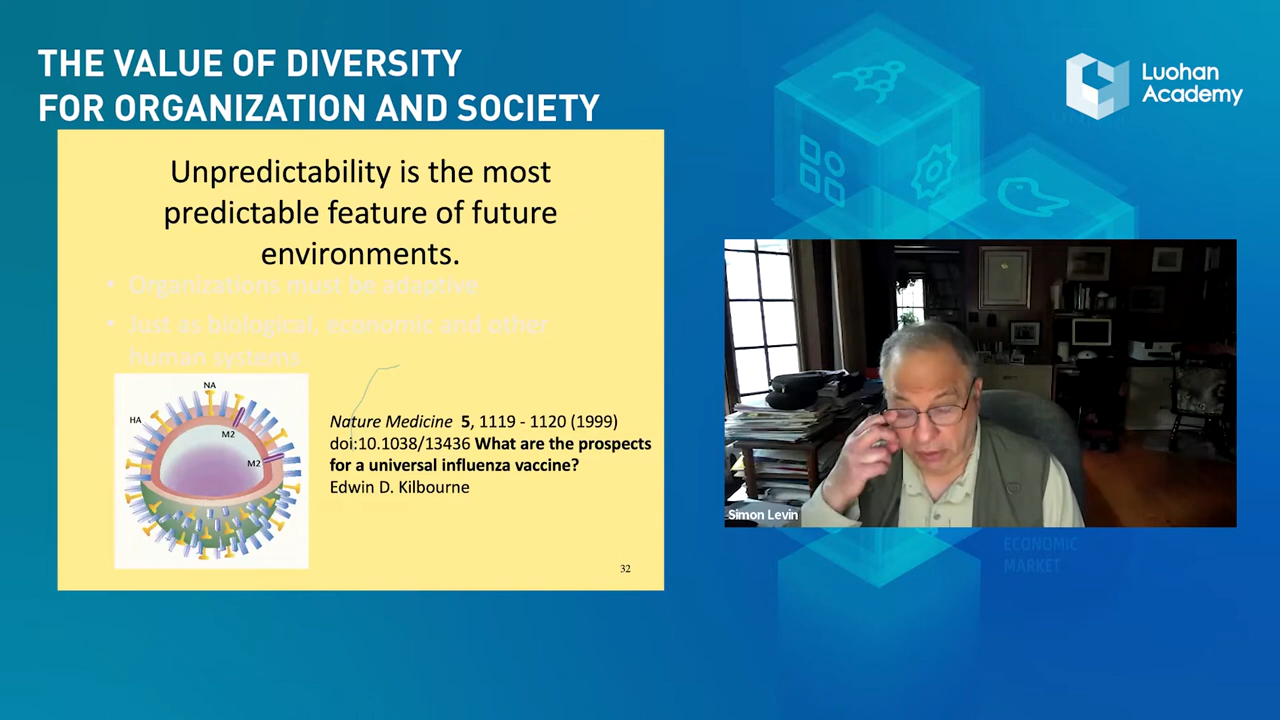 THE VALUE OF DIVERSITY
FOR ORGANIZATION AND SOCIETY
Luohan
Academy
Unpredictability is the most
predictable feature of future
environments.
• Organizations must be adaptive
• Just as biological, economic and other
human systems
NA
HA
M2
M2
Nature Medicine 5, 1119 - 1120 (1999)
doi:10.1038/13436 What are the prospects
for a universal influenza vaccine?
Edwin D. Kilbourne
32
Simon Levin
ECONOMIC
MARKET